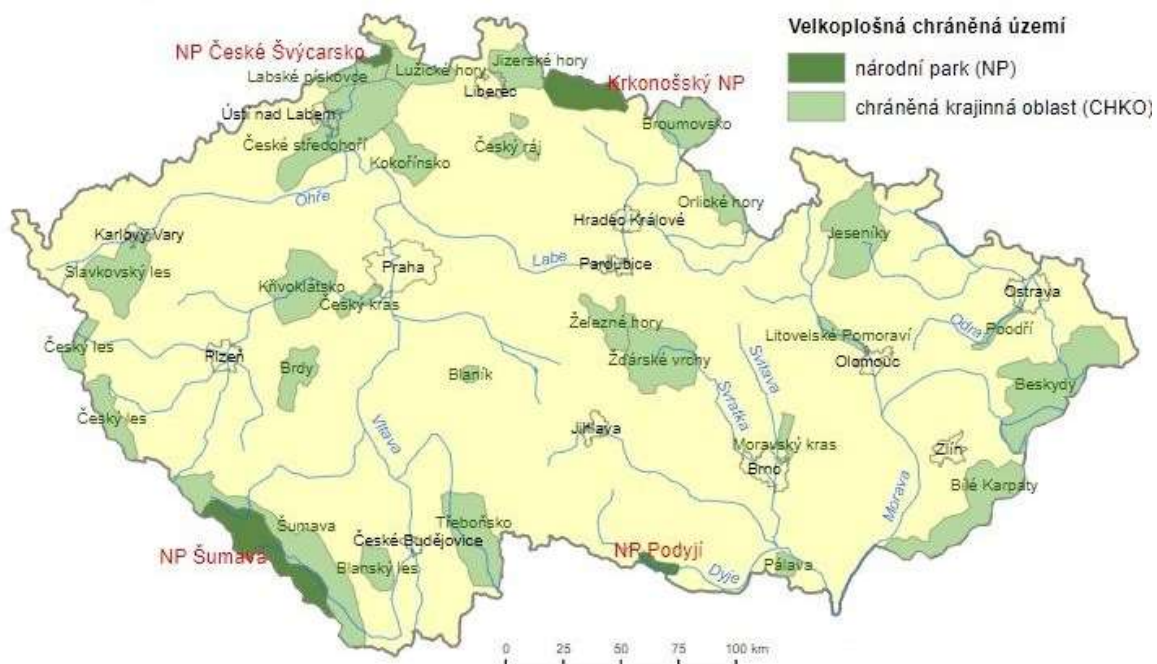 Velkoplošná chráněná území
národní park (NP)
chráněná krajinná oblast (CHKO)
NP České Švýcarsko
Labské pískovce
Lužické hory
Jizerské hory
Liberec
Krkonošský NP
Ústí nad Labem
České středohoří
Kokořínsko
Český ráj
Broumovsko
Ohře
Orlické hory
Hradec Králové
Karlovy Vary
Slavkovský les
Praha
Labe
Pardubice
Jeseníky
Křivoklátsko
Český kras
Ostrava
Železné hory
Žďárské vrchy
Litovelské Pomoraví
Odra
Poodří
Český les
Plzeň
Brdy
Blaník
Svitava
Olomouc
Beskydy
Český les
Vltava
Jihlava
Svratka
Moravský kras
Brno
Zlín
Bílé Karpaty
Morava
Šumava
Třeboňsko
České Budějovice
NP Šumava
Blanský les
NP Podyjí
Dyje
Pálava
0 25 50 75 100 km